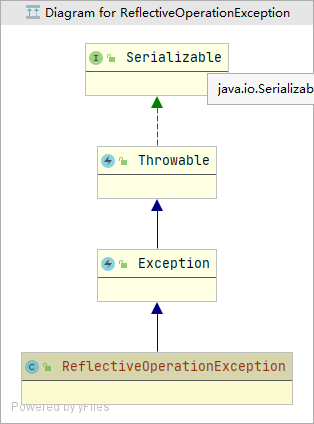 Diagram for ReflectiveOperationException
I Serializable
java.io.Serializab
Throwable
Exception
C ReflectiveOperationException
Powered by yFiles